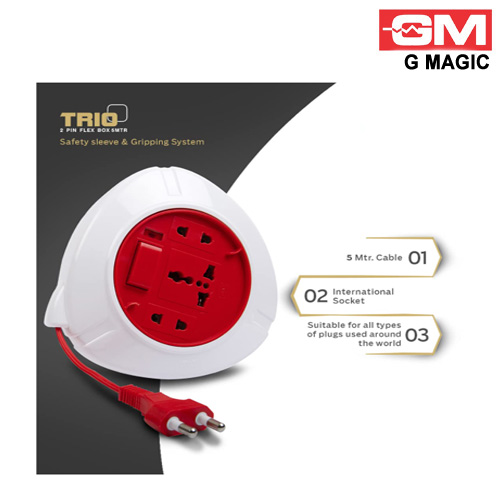 GM
G MAGIC
TRIO
2 PIN FLEX BOX 5MTR
Safety sleeve & Gripping System
5 Mtr. Cable 01
02 International
Socket
Suitable for all types
of plugs used around
the world 03